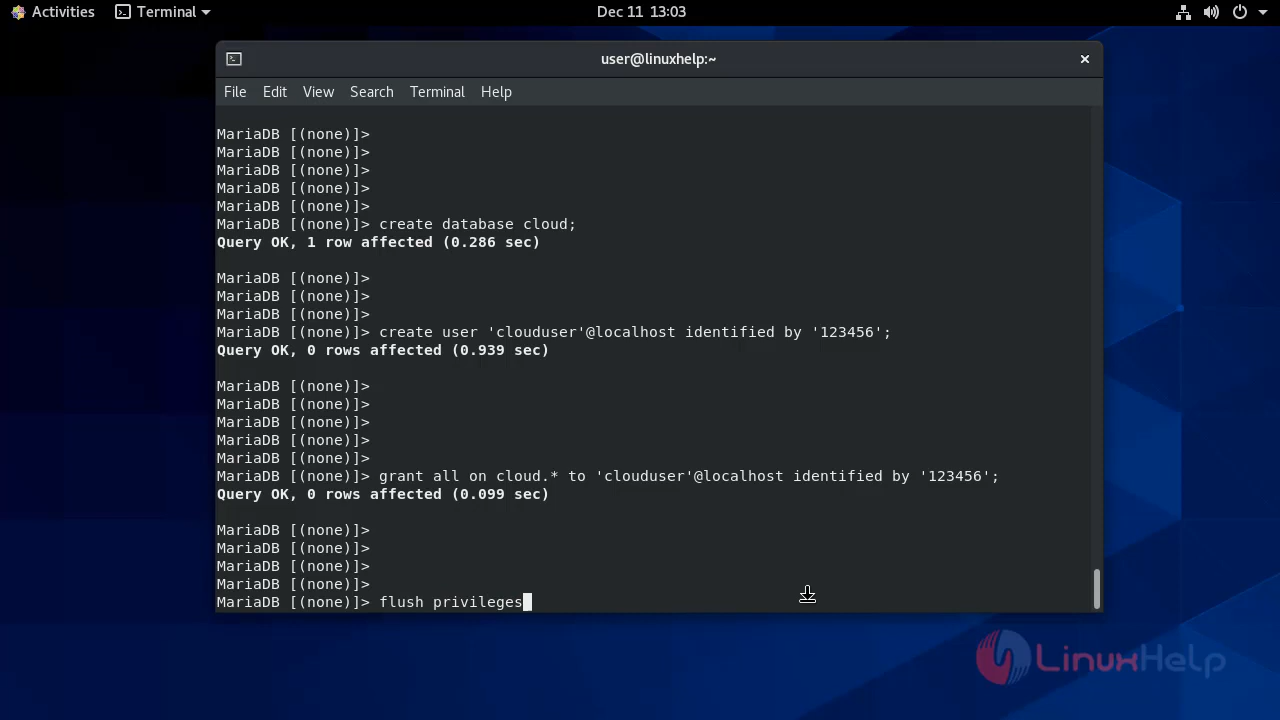 Activities Terminal Dec 11 13:03
user@linuxhelp:~
File Edit View Search Terminal Help
MariaDB [(none)]>
MariaDB [(none)]>
MariaDB [(none)]>
MariaDB [(none)]>
MariaDB [(none)]>
MariaDB [(none)]> create database cloud;
Query OK, 1 row affected (0.286 sec)
MariaDB [(none)]>
MariaDB [(none)]>
MariaDB [(none)]>
MariaDB [(none)]> create user 'clouduser'@localhost identified by '123456';
Query OK, 0 rows affected (0.939 sec)
MariaDB [(none)]>
MariaDB [(none)]>
MariaDB [(none)]>
MariaDB [(none)]>
MariaDB [(none)]>
MariaDB [(none)]> grant all on cloud.* to 'clouduser'@localhost identified by '123456';
Query OK, 0 rows affected (0.099 sec)
MariaDB [(none)]>
MariaDB [(none)]>
MariaDB [(none)]>
MariaDB [(none)]>
MariaDB [(none)]> flush privileges
LinuxHelp